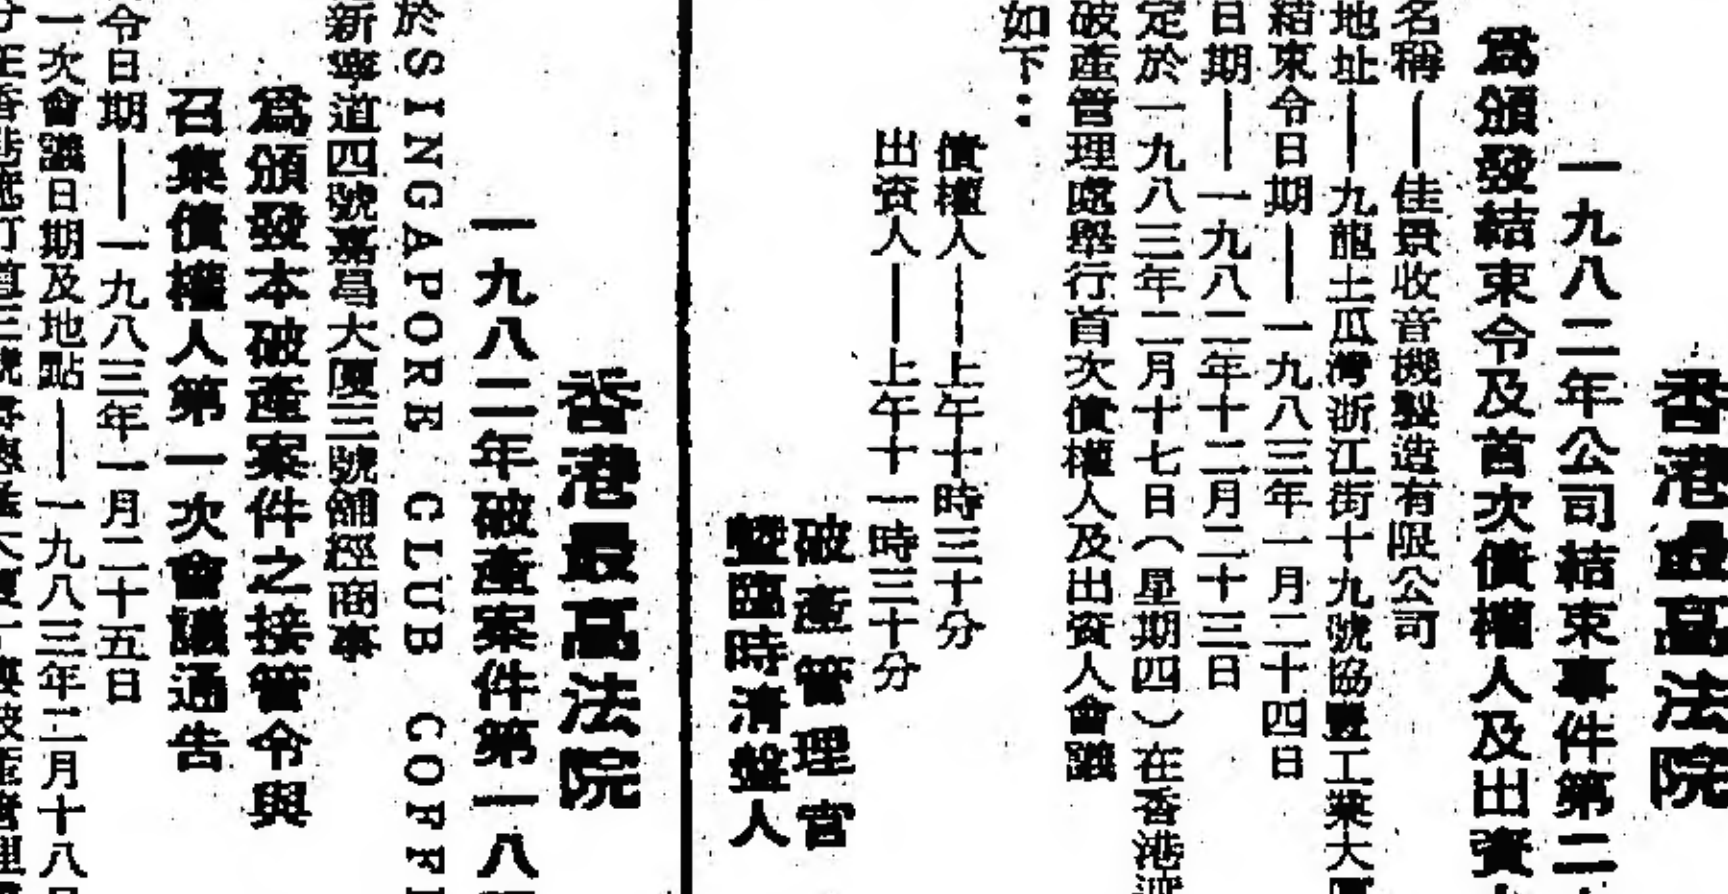 香港最高法院
一九八二年公司結束事件第二
爲頒發結束令及首次債權人及出資
名稱——佳景收音機製造有限公司
地址——九龍土瓜灣浙江街十九號協豐工業大厦
結束令日期——一九八三年一月二十四日
日期——一九八二年十二月二十三日
定於一九八三年二月十七日（星期四）在香港
破產管理處舉行首次債權人及出資人會議
如下：
債權人——上午十時三十分
出資人——上午十一時三十分
破產管理官
暨臨時清盤人
香港最高法院
一九八二年破產案件第一八
於SINGAPORE CLUB COFF
新寧道四號嘉昌大厦三號舖經商事
爲頒發本破產案件之接管令與
召集債權人第一次會議通告
令日期——一九八三年一月二十五日
一次會議日期及地點——一九八三年二月十八日